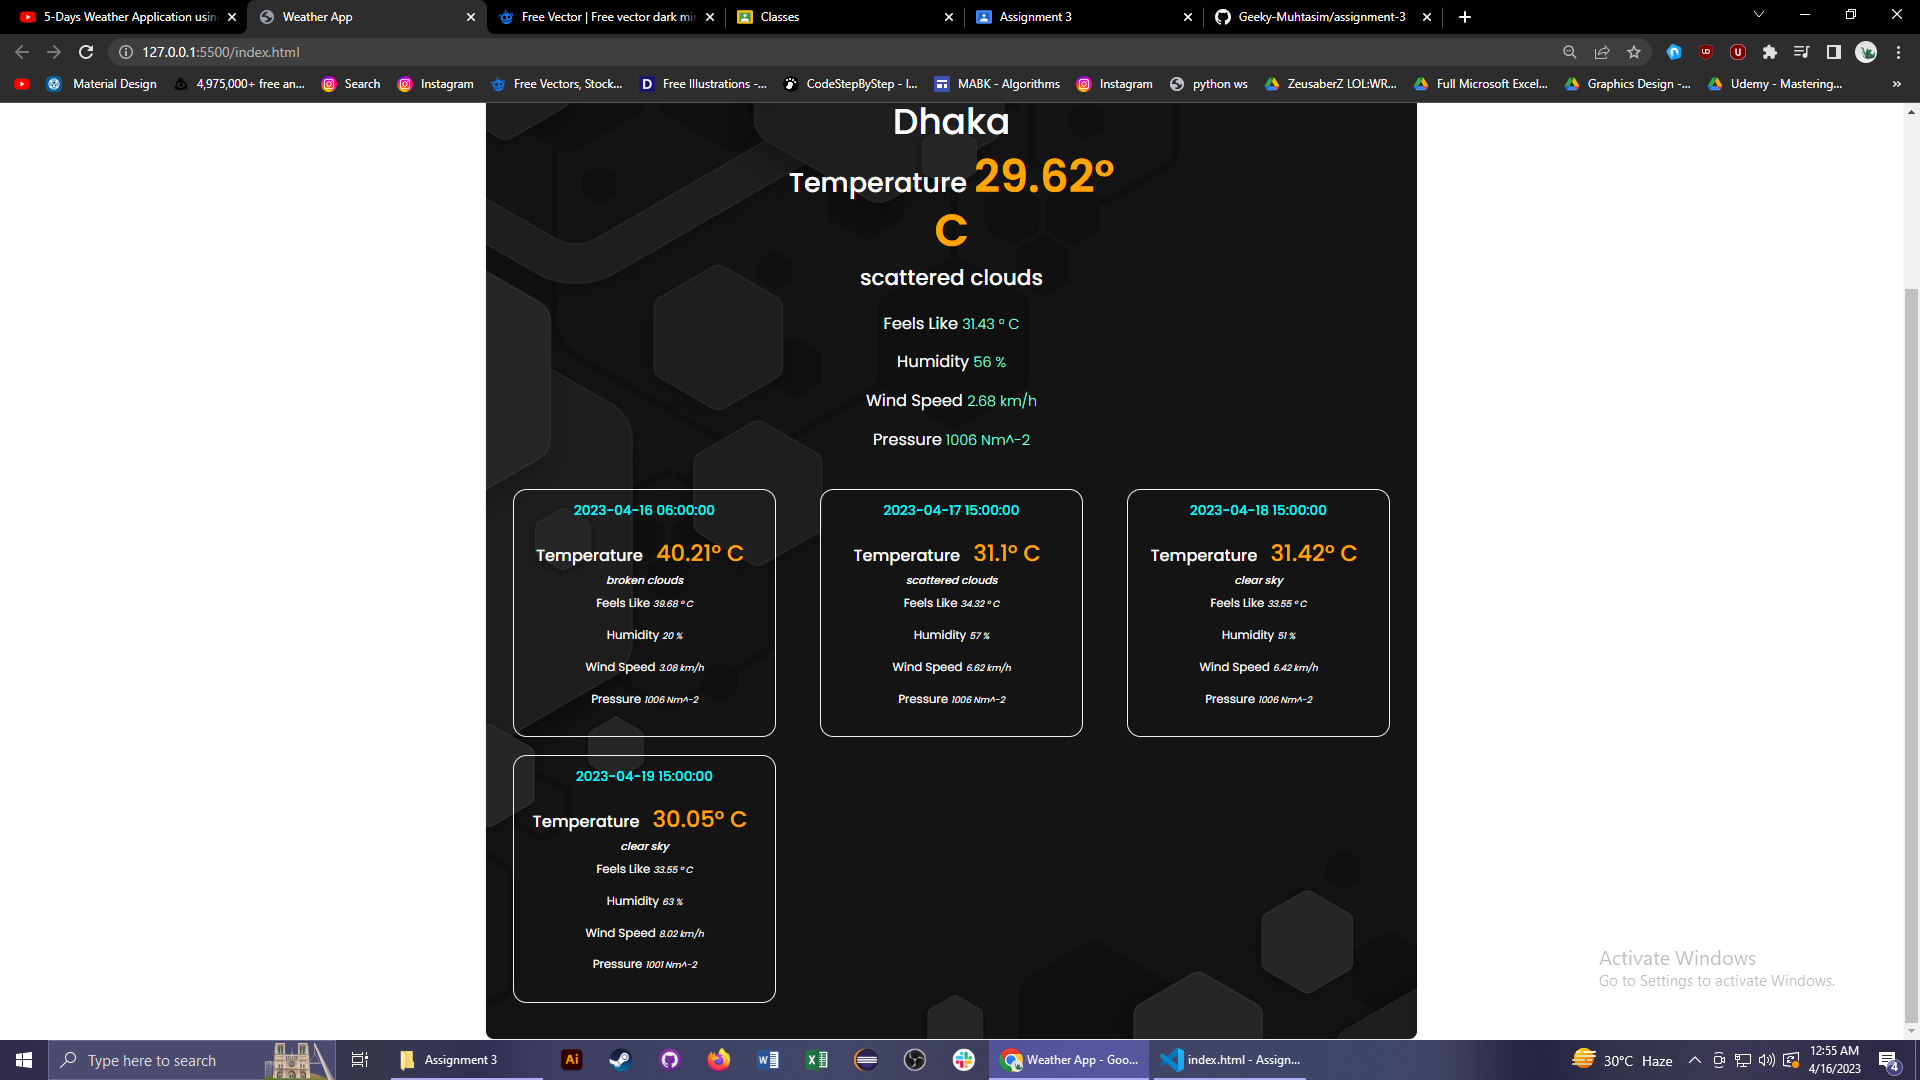 5-Days Weather Application usin
Weather App
Free Vector | Free vector dark mi
Classes
Assignment 3
Geeky-Muhtasim/assignment-3
127.0.0.1:5500/index.html
Material Design
4,975,000+ free an...
Search
Instagram
Free Vectors, Stock...
Free Illustrations -...
CodeStepByStep - I...
MABK - Algorithms
Instagram
python ws
ZeusaberZ LOL:WR...
Full Microsoft Excel...
Graphics Design -...
Udemy - Mastering...
»
Dhaka
Temperature 29.62°
C
scattered clouds
Feels Like 31.43 ° C
Humidity 56 %
Wind Speed 2.68 km/h
Pressure 1006 Nm^-2
2023-04-16 06:00:00
Temperature 40.21° C
broken clouds
Feels Like 39.68 ° C
Humidity 20 %
Wind Speed 3.08 km/h
Pressure 1006 Nm^-2
2023-04-17 15:00:00
Temperature 31.1° C
scattered clouds
Feels Like 34.32 ° C
Humidity 57 %
Wind Speed 6.62 km/h
Pressure 1006 Nm^-2
2023-04-18 15:00:00
Temperature 31.42° C
clear sky
Feels Like 33.55 ° C
Humidity 51 %
Wind Speed 6.42 km/h
Pressure 1006 Nm^-2
2023-04-19 15:00:00
Temperature 30.05° C
clear sky
Feels Like 33.55 ° C
Humidity 63 %
Wind Speed 8.02 km/h
Pressure 1001 Nm^-2
Activate Windows
Go to Settings to activate Windows.
Type here to search
Assignment 3
Ai
Weather App - Goo...
index.html - Assign...
30°C Haze
12:55 AM
4/16/2023
4